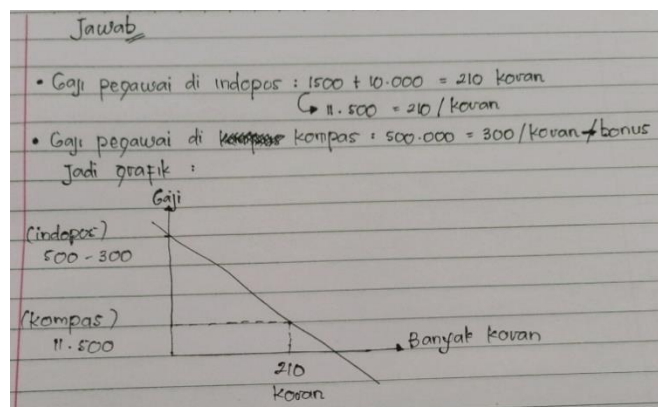 Jawab
• Gaji pegawai di indopos : 1500 + 10.000 = 210 koran
↳ 11.500 = 210 / koran
• Gaji pegawai di kompas : 500.000 = 300 / koran + bonus
Jadi grafik :
Gaji
(indopos)
500 - 300
(kompas)
11.500
Banyak koran
210
koran